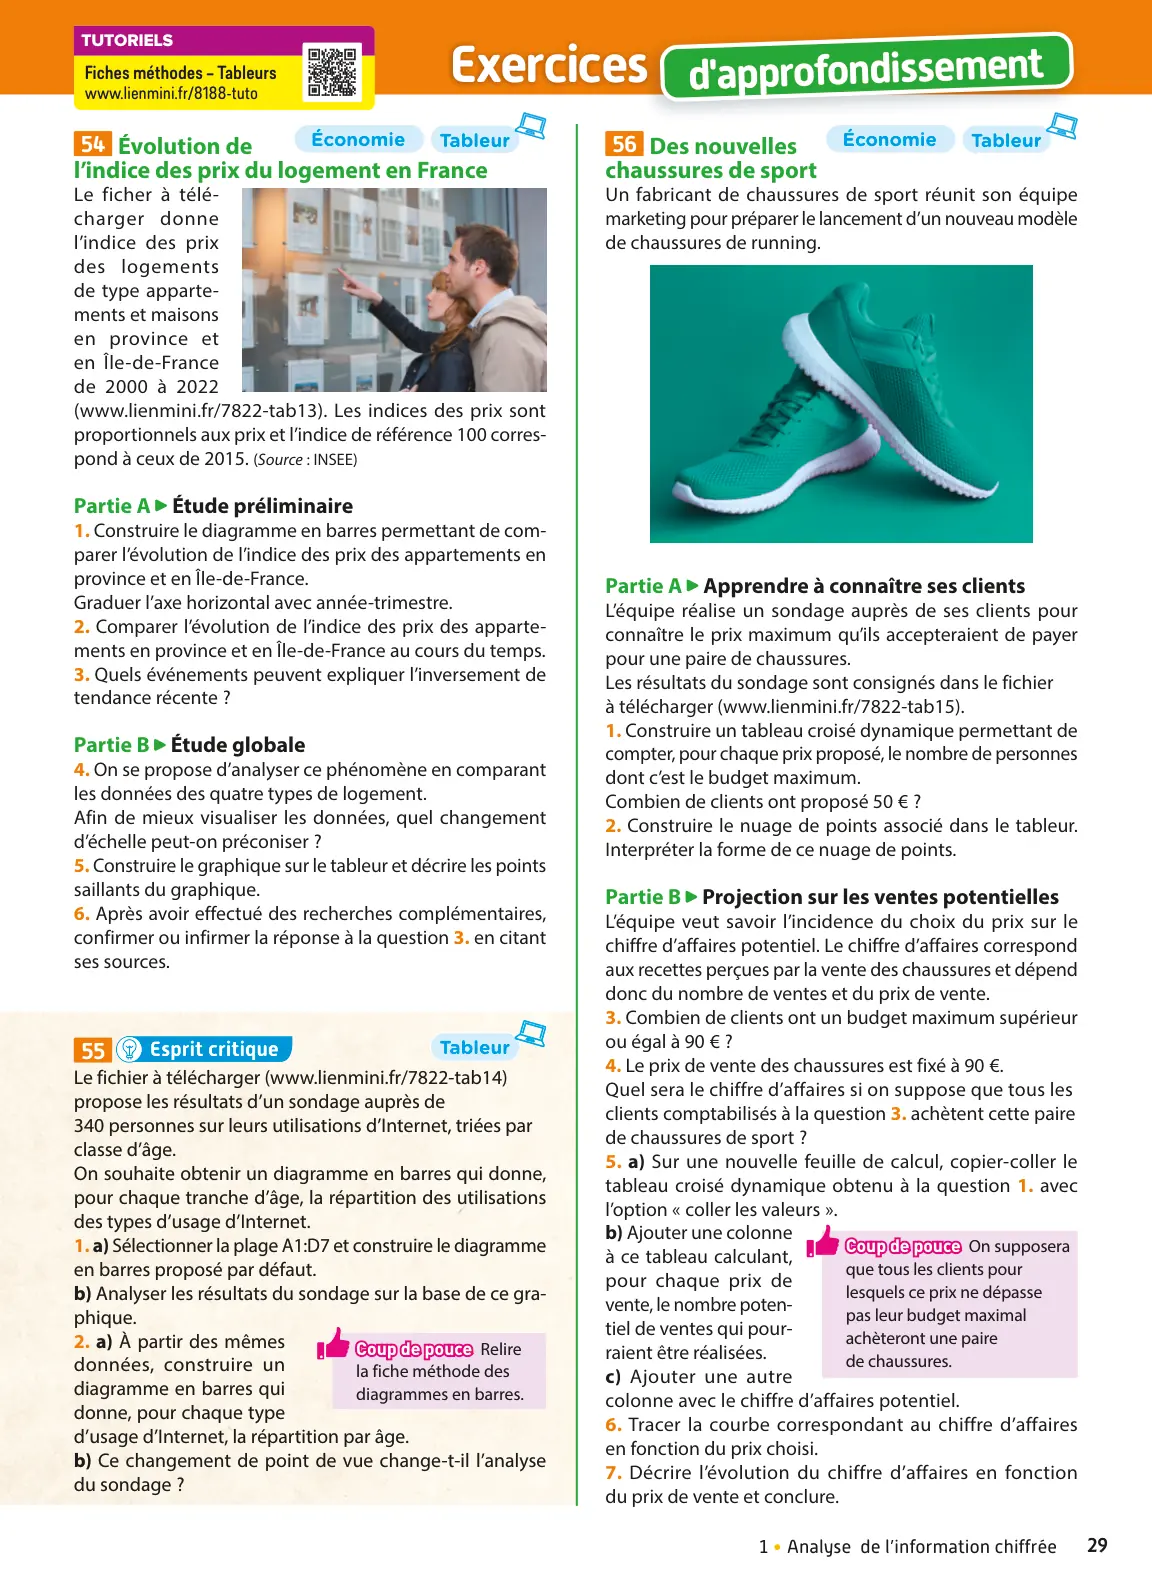 TUTORIELS
Fiches méthodes – Tableurs
www.lienmini.fr/8188-tuto
Exercices d'approfondissement
54 Évolution de
Économie Tableur
l'indice des prix du logement en France
Le ficher à télé-
charger donne
l'indice des prix
des logements
de type apparte-
ments et maisons
en province et
en Île-de-France
de 2000 à 2022
(www.lienmini.fr/7822-tab13). Les indices des prix sont
proportionnels aux prix et l'indice de référence 100 corres-
pond à ceux de 2015. (Source : INSEE)
Partie A Étude préliminaire
1. Construire le diagramme en barres permettant de com-
parer l'évolution de l'indice des prix des appartements en
province et en Île-de-France.
Graduer l'axe horizontal avec année-trimestre.
2. Comparer l'évolution de l'indice des prix des apparte-
ments en province et en Île-de-France au cours du temps.
3. Quels événements peuvent expliquer l'inversement de
tendance récente ?
Partie B Étude globale
4. On se propose d'analyser ce phénomène en comparant
les données des quatre types de logement.
Afin de mieux visualiser les données, quel changement
d'échelle peut-on préconiser ?
5. Construire le graphique sur le tableur et décrire les points
saillants du graphique.
6. Après avoir effectué des recherches complémentaires,
confirmer ou infirmer la réponse à la question 3. en citant
ses sources.
55 Esprit critique
Tableur
Le fichier à télécharger (www.lienmini.fr/7822-tab14)
propose les résultats d'un sondage auprès de
340 personnes sur leurs utilisations d'Internet, triées par
classe d'âge.
On souhaite obtenir un diagramme en barres qui donne,
pour chaque tranche d'âge, la répartition des utilisations
des types d'usage d'Internet.
1. a) Sélectionner la plage A1:D7 et construire le diagramme
en barres proposé par défaut.
b) Analyser les résultats du sondage sur la base de ce gra-
phique.
2. a) À partir des mêmes
données, construire un
diagramme en barres qui
donne, pour chaque type
d'usage d'Internet, la répartition par âge.
Coup de pouce Relire
la fiche méthode des
diagrammes en barres.
b) Ce changement de point de vue change-t-il l'analyse
du sondage ?
56 Des nouvelles
Économie Tableur
chaussures de sport
Un fabricant de chaussures de sport réunit son équipe
marketing pour préparer le lancement d'un nouveau modèle
de chaussures de running.
Partie A Apprendre à connaître ses clients
L'équipe réalise un sondage auprès de ses clients pour
connaître le prix maximum qu'ils accepteraient de payer
pour une paire de chaussures.
Les résultats du sondage sont consignés dans le fichier
à télécharger (www.lienmini.fr/7822-tab15).
1. Construire un tableau croisé dynamique permettant de
compter, pour chaque prix proposé, le nombre de personnes
dont c'est le budget maximum.
Combien de clients ont proposé 50 € ?
2. Construire le nuage de points associé dans le tableur.
Interpréter la forme de ce nuage de points.
Partie B Projection sur les ventes potentielles
L'équipe veut savoir l'incidence du choix du prix sur le
chiffre d'affaires potentiel. Le chiffre d'affaires correspond
aux recettes perçues par la vente des chaussures et dépend
donc du nombre de ventes et du prix de vente.
3. Combien de clients ont un budget maximum supérieur
ou égal à 90 € ?
4. Le prix de vente des chaussures est fixé à 90 €.
Quel sera le chiffre d'affaires si on suppose que tous les
clients comptabilisés à la question 3. achètent cette paire
de chaussures de sport ?
5. a) Sur une nouvelle feuille de calcul, copier-coller le
tableau croisé dynamique obtenu à la question 1. avec
l'option « coller les valeurs ».
b) Ajouter une colonne
à ce tableau calculant,
pour chaque prix de
vente, le nombre poten-
tiel de ventes qui pour-
raient être réalisées.
Coup de pouce On supposera
que tous les clients pour
lesquels ce prix ne dépasse
pas leur budget maximal
achèteront une paire
de chaussures.
c) Ajouter une autre
colonne avec le chiffre d'affaires potentiel.
6. Tracer la courbe correspondant au chiffre d'affaires
en fonction du prix choisi.
7. Décrire l'évolution du chiffre d'affaires en fonction
du prix de vente et conclure.
1 • Analyse de l'information chiffrée 29